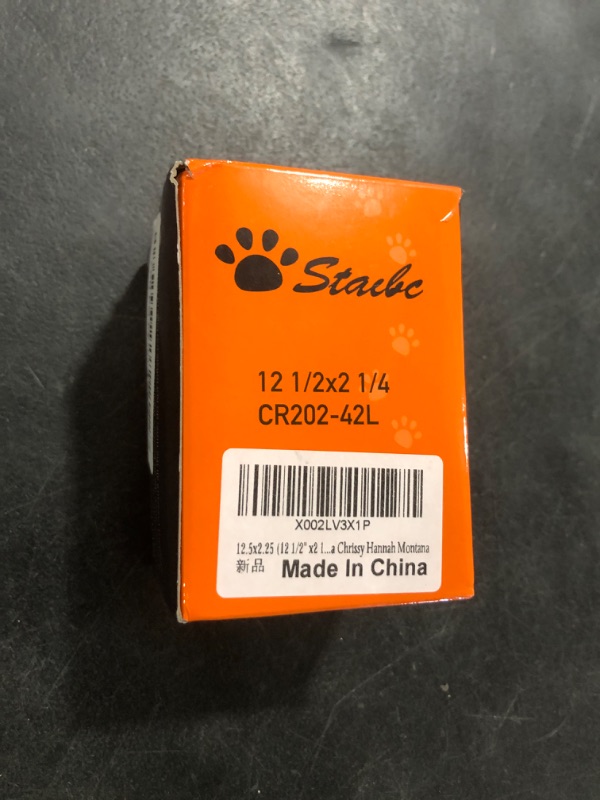 Staibc
12 1/2x2 1/4
CR202-42L
X002LV3X1P
12.5x2.25 (12 1/2" x2 1...a Chrissy Hannah Montana
新品 Made In China